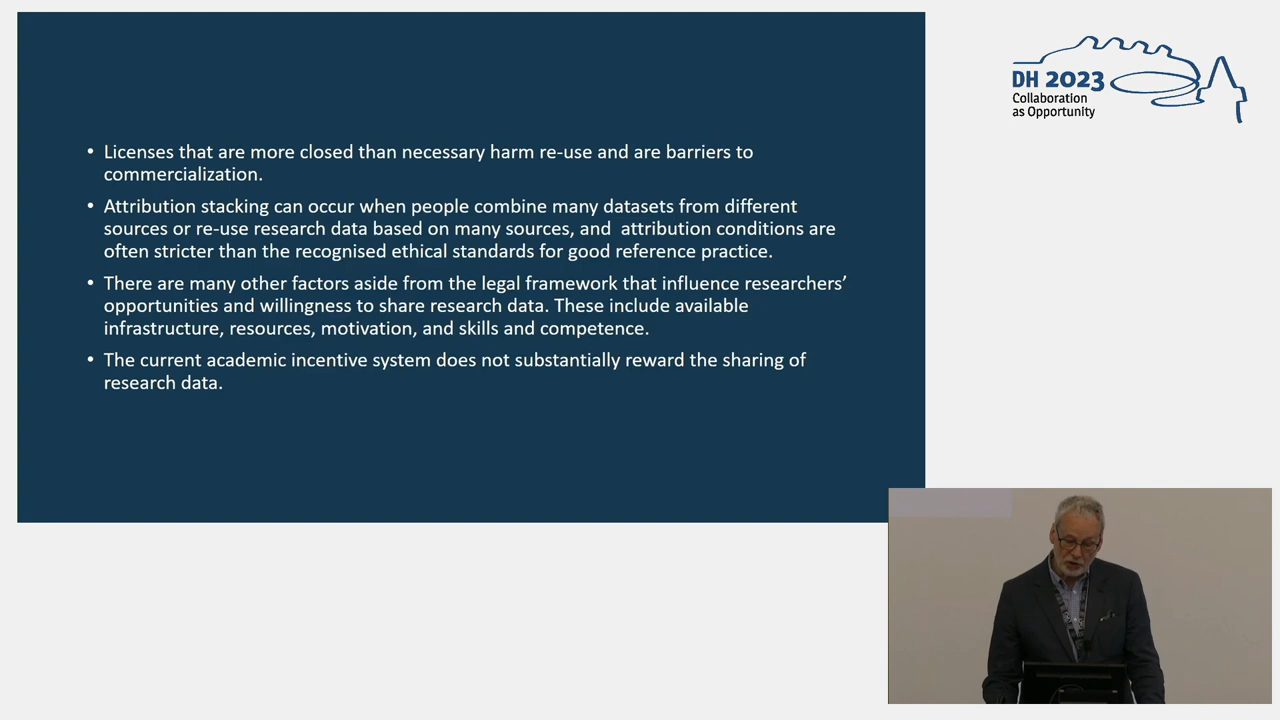 • Licenses that are more closed than necessary harm re-use and are barriers to
commercialization.
• Attribution stacking can occur when people combine many datasets from different
sources or re-use research data based on many sources, and  attribution conditions are
often stricter than the recognised ethical standards for good reference practice.
• There are many other factors aside from the legal framework that influence researchers’
opportunities and willingness to share research data. These include available
infrastructure, resources, motivation, and skills and competence.
• The current academic incentive system does not substantially reward the sharing of
research data.
DH 2023
Collaboration
as Opportunity